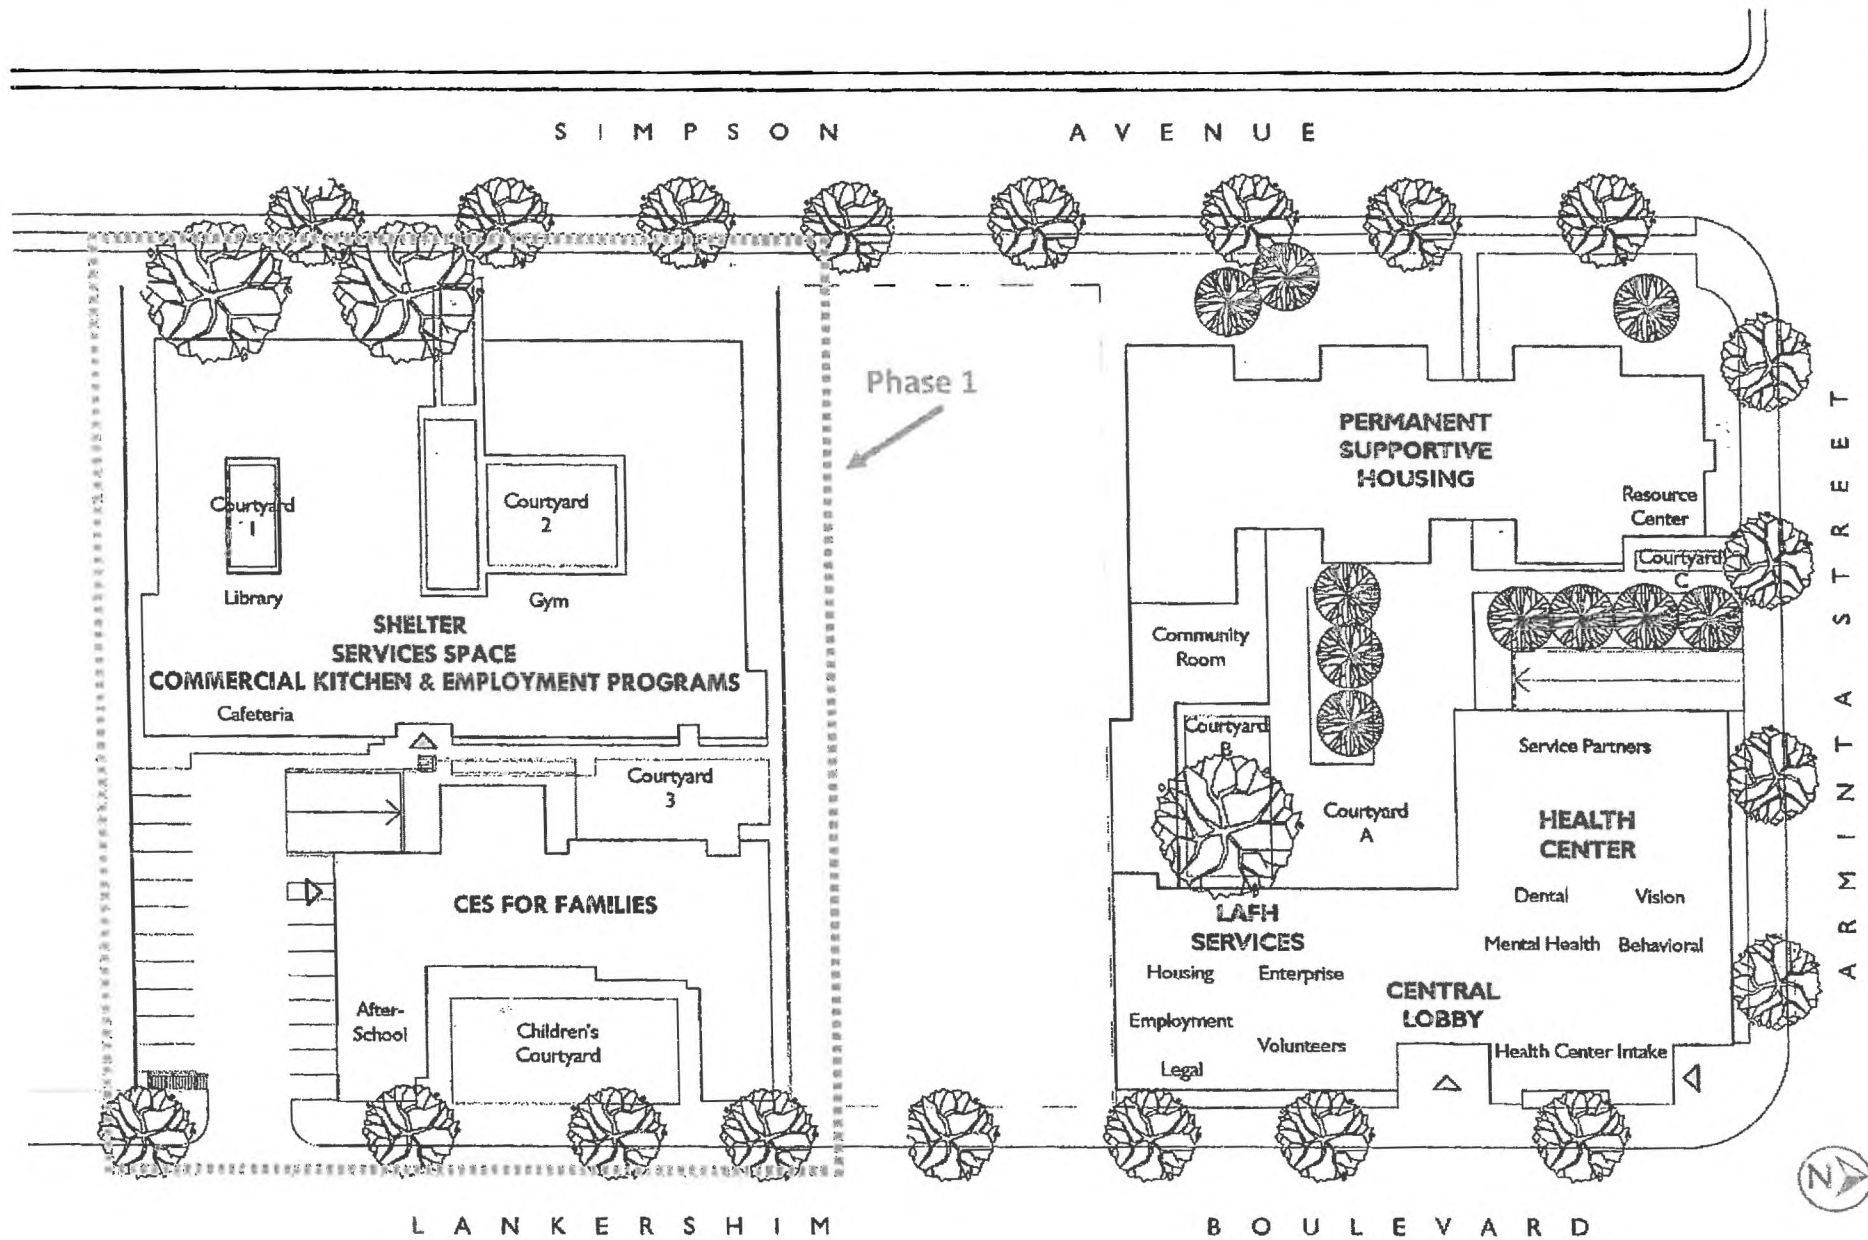 SIMPSON AVENUE
Phase 1
PERMANENT
SUPPORTIVE
HOUSING
Resource
Center
Courtyard
1
Courtyard
2
Courtyard
C
Library
Gym
SHELTER
SERVICES SPACE
COMMERCIAL KITCHEN & EMPLOYMENT PROGRAMS
Cafeteria
Community
Room
Courtyard
B
Courtyard
3
Courtyard
A
Service Partners
HEALTH
CENTER
Dental
Vision
Mental Health
Behavioral
CES FOR FAMILIES
LAFH
SERVICES
Housing
Enterprise
Employment
Volunteers
Legal
CENTRAL
LOBBY
Health Center Intake
After-
School
Children's
Courtyard
ARMINTA STREET
N
LANKERSHIM BOULEVARD